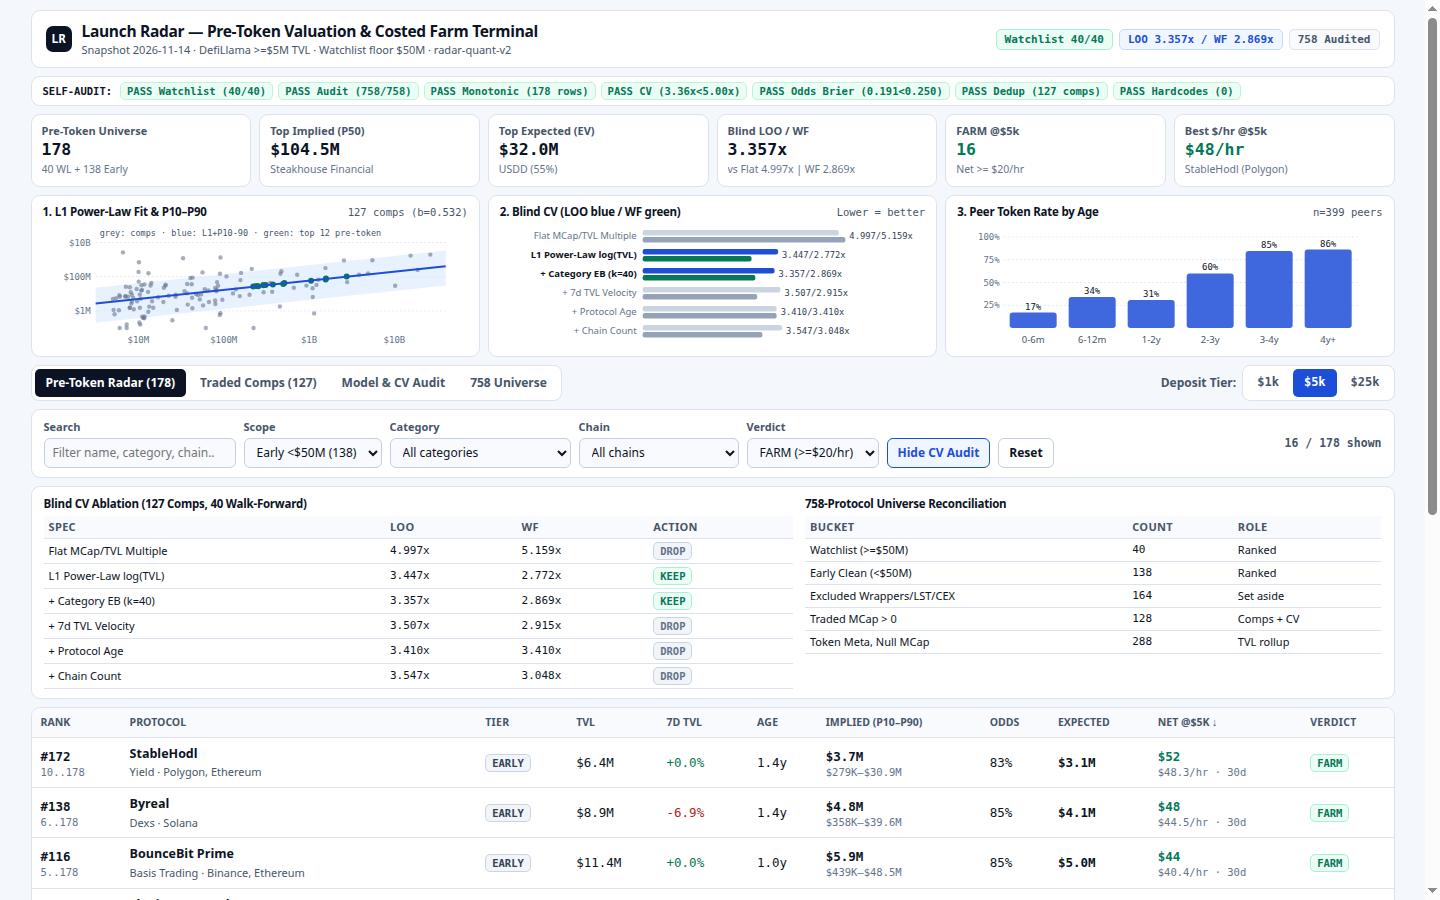 LR
Launch Radar — Pre-Token Valuation & Costed Farm Terminal
Snapshot 2026-11-14 · DefiLlama >=$5M TVL · Watchlist floor $50M · radar-quant-v2
Watchlist 40/40
LOO 3.357x / WF 2.869x
758 Audited
SELF-AUDIT: PASS Watchlist (40/40) PASS Audit (758/758) PASS Monotonic (178 rows) PASS CV (3.36x<5.00x) PASS Odds Brier (0.191<0.250) PASS Dedup (127 comps) PASS Hardcodes (0)
Pre-Token Universe
178
40 WL + 138 Early
Top Implied (P50)
$104.5M
Steakhouse Financial
Top Expected (EV)
$32.0M
USDD (55%)
Blind LOO / WF
3.357x
vs Flat 4.997x | WF 2.869x
FARM @$5k
16
Net >= $20/hr
Best $/hr @$5k
$48/hr
StableHodl (Polygon)
1. L1 Power-Law Fit & P10–P90
127 comps (b=0.532)
grey: comps · blue: L1+P10-90 · green: top 12 pre-token
$10B
$100M
$1M
$10M $100M $1B $10B
2. Blind CV (LOO blue / WF green)
Lower = better
Flat MCap/TVL Multiple 4.997/5.159x
L1 Power-Law log(TVL) 3.447/2.772x
+ Category EB (k=40) 3.357/2.869x
+ 7d TVL Velocity 3.507/2.915x
+ Protocol Age 3.410/3.410x
+ Chain Count 3.547/3.048x
3. Peer Token Rate by Age
n=399 peers
100%
75%
50%
25%
17% 34% 31% 60% 85% 86%
0-6m 6-12m 1-2y 2-3y 3-4y 4y+
Pre-Token Radar (178) Traded Comps (127) Model & CV Audit 758 Universe
Deposit Tier: $1k $5k $25k
Search Scope Category Chain Verdict
Filter name, category, chain.. Early <$50M (138) All categories All chains FARM (>=$20/hr) Hide CV Audit Reset
16 / 178 shown
Blind CV Ablation (127 Comps, 40 Walk-Forward)
SPEC LOO WF ACTION
Flat MCap/TVL Multiple 4.997x 5.159x DROP
L1 Power-Law log(TVL) 3.447x 2.772x KEEP
+ Category EB (k=40) 3.357x 2.869x KEEP
+ 7d TVL Velocity 3.507x 2.915x DROP
+ Protocol Age 3.410x 3.410x DROP
+ Chain Count 3.547x 3.048x DROP
758-Protocol Universe Reconciliation
BUCKET COUNT ROLE
Watchlist (>=$50M) 40 Ranked
Early Clean (<$50M) 138 Ranked
Excluded Wrappers/LST/CEX 164 Set aside
Traded MCap > 0 128 Comps + CV
Token Meta, Null MCap 288 TVL rollup
RANK PROTOCOL TIER TVL 7D TVL AGE IMPLIED (P10–P90) ODDS EXPECTED NET @$5K ↓ VERDICT
#172 StableHodl EARLY $6.4M +0.0% 1.4y $3.7M 83% $3.1M $52 FARM
10..178 Yield · Polygon, Ethereum $279K–$30.9M $48.3/hr · 30d
#138 Byreal EARLY $8.9M -6.9% 1.4y $4.8M 85% $4.1M $48 FARM
6..178 Dexs · Solana $358K–$39.6M $44.5/hr · 30d
#116 BounceBit Prime EARLY $11.4M +0.0% 1.0y $5.9M 85% $5.0M $44 FARM
5..178 Basis Trading · Binance, Ethereum $439K–$48.5M $40.4/hr · 30d